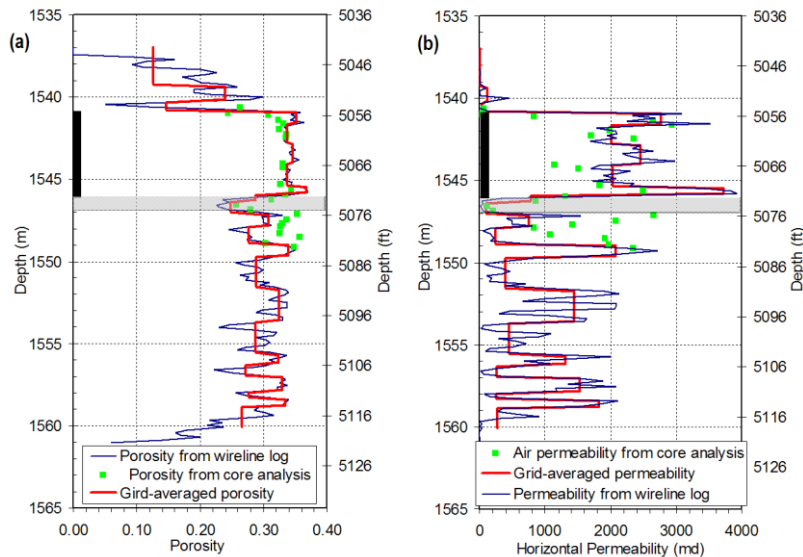 (a)
1535
1540
1545
1550
1555
1560
1565
Depth (m)
5036
5046
5056
5066
5076
5086
5096
5106
5116
5126
Depth (ft)
Porosity from wireline log
Porosity from core analysis
Gird-averaged porosity
0.00 0.10 0.20 0.30 0.40
Porosity
(b)
1535
1540
1545
1550
1555
1560
1565
Depth (m)
5036
5046
5056
5066
5076
5086
5096
5106
5116
5126
Depth (ft)
Air permeability from core analysis
Grid-averaged permeability
Permeability from wireline log
0 1000 2000 3000 4000
Horizontal Permeability (md)